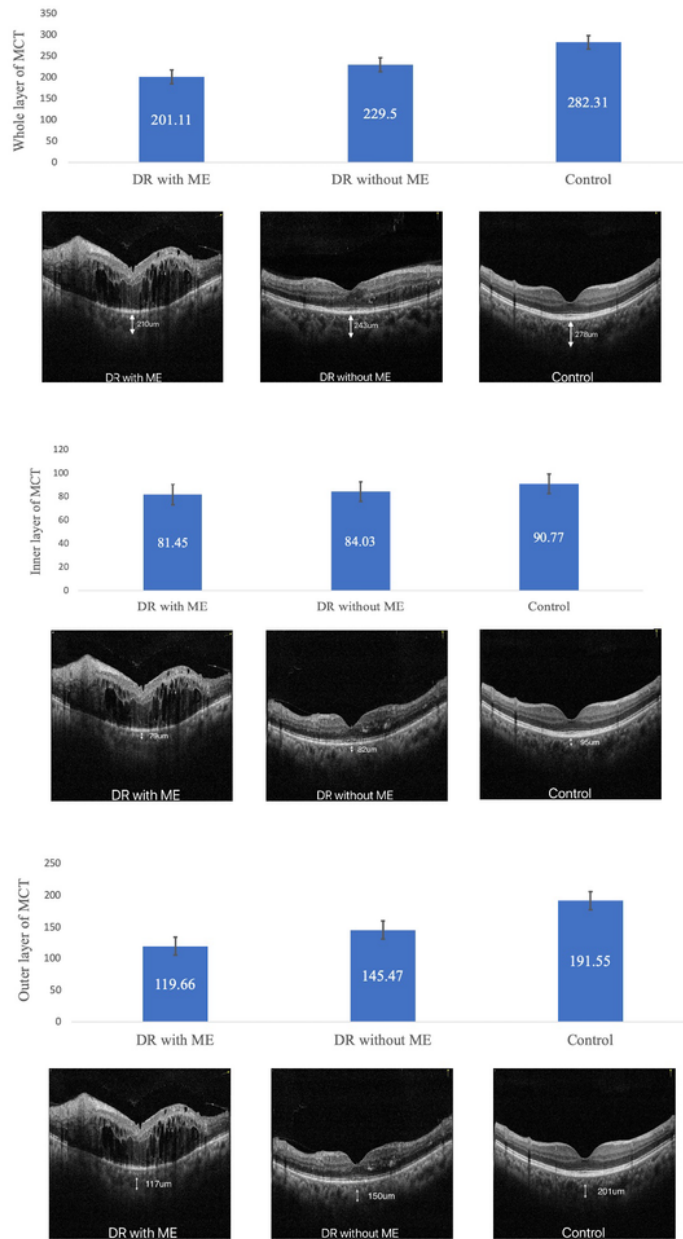 Whole layer of MCT
350
300
250
200
150
100
50
0
201.11
229.5
282.31
DR with ME
DR without ME
Control
210um
243um
278um
DR with ME
DR without ME
Control
Inner layer of MCT
120
100
80
60
40
20
0
81.45
84.03
90.77
DR with ME
DR without ME
Control
79um
82um
95um
DR with ME
DR without ME
Control
Outer layer of MCT
250
200
150
100
50
0
119.66
145.47
191.55
DR with ME
DR without ME
Control
117um
150um
201um
DR with ME
DR without ME
Control